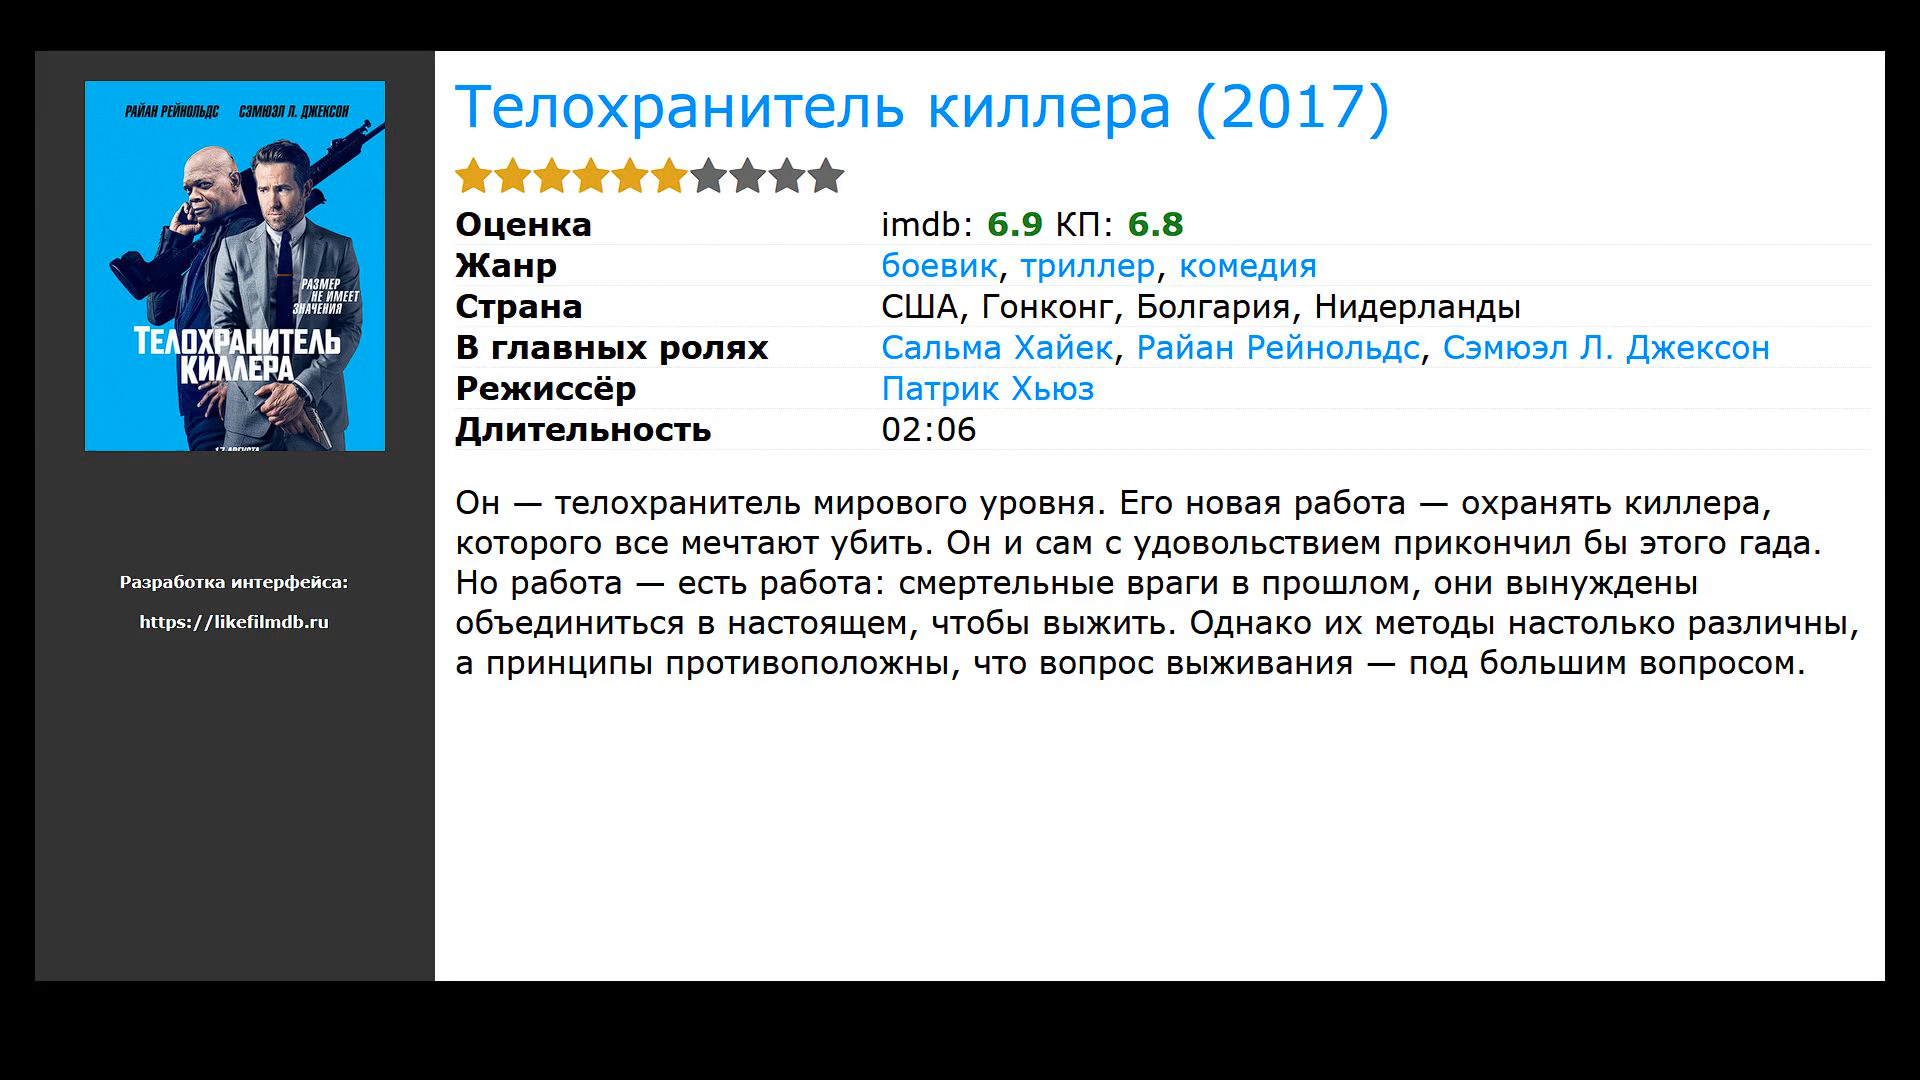 РАЙАН РЕЙНОЛЬДС СЭМЮЭЛ Л. ДЖЕКСОН
РАЗМЕР
НЕ ИМЕЕТ
ЗНАЧЕНИЯ
ТЕЛОХРАНИТЕЛЬ
КИЛЛЕРА
17 АВГУСТА
Разработка интерфейса:
https://likefilmdb.ru
Телохранитель киллера (2017)
Оценка imdb: 6.9 КП: 6.8
Жанр боевик, триллер, комедия
Страна США, Гонконг, Болгария, Нидерланды
В главных ролях Сальма Хайек, Райан Рейнольдс, Сэмюэл Л. Джексон
Режиссёр Патрик Хьюз
Длительность 02:06
Он — телохранитель мирового уровня. Его новая работа — охранять киллера,
которого все мечтают убить. Он и сам с удовольствием прикончил бы этого гада.
Но работа — есть работа: смертельные враги в прошлом, они вынуждены
объединиться в настоящем, чтобы выжить. Однако их методы настолько различны,
а принципы противоположны, что вопрос выживания — под большим вопросом.